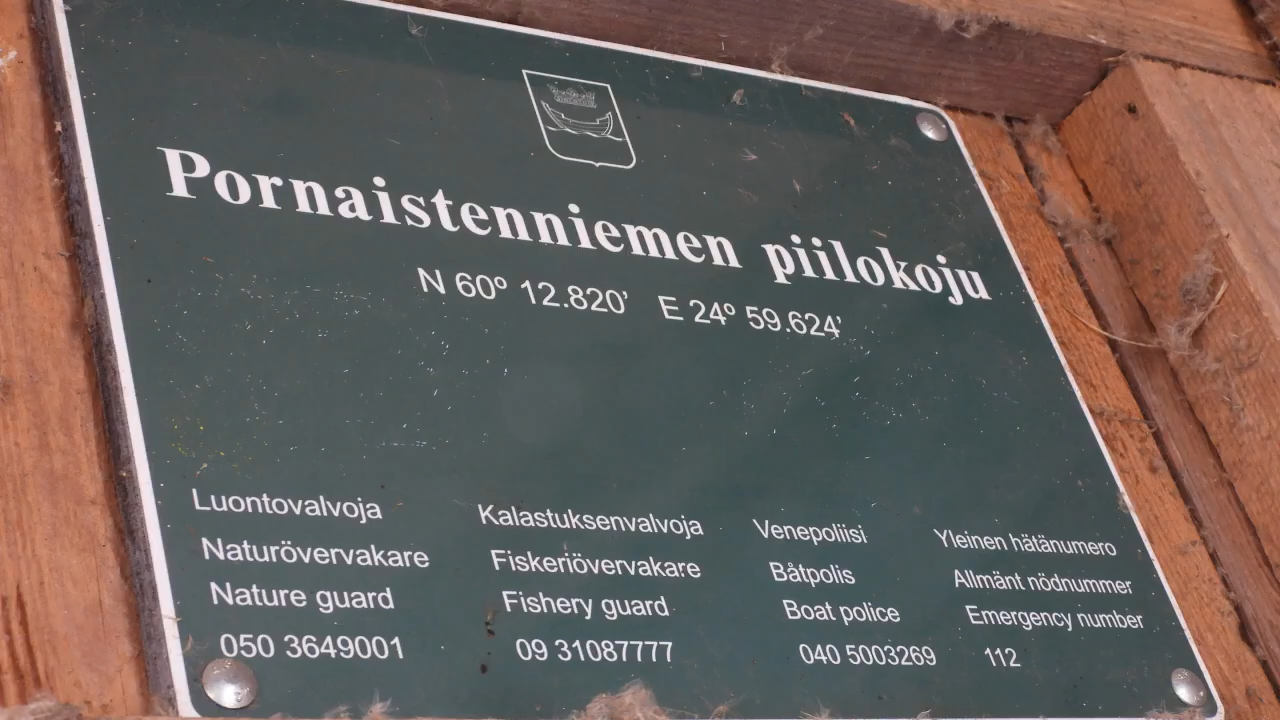 Pornaistenniemen piilokoju
N 60º 12.820' E 24º 59.624'
Luontovalvoja
Naturövervakare
Nature guard
050 3649001
Kalastuksenvalvoja
Fiskeriövervakare
Fishery guard
09 31087777
Venepoliisi
Båtpolis
Boat police
040 5003269
Yleinen hätänumero
Allmänt nödnummer
Emergency number
112